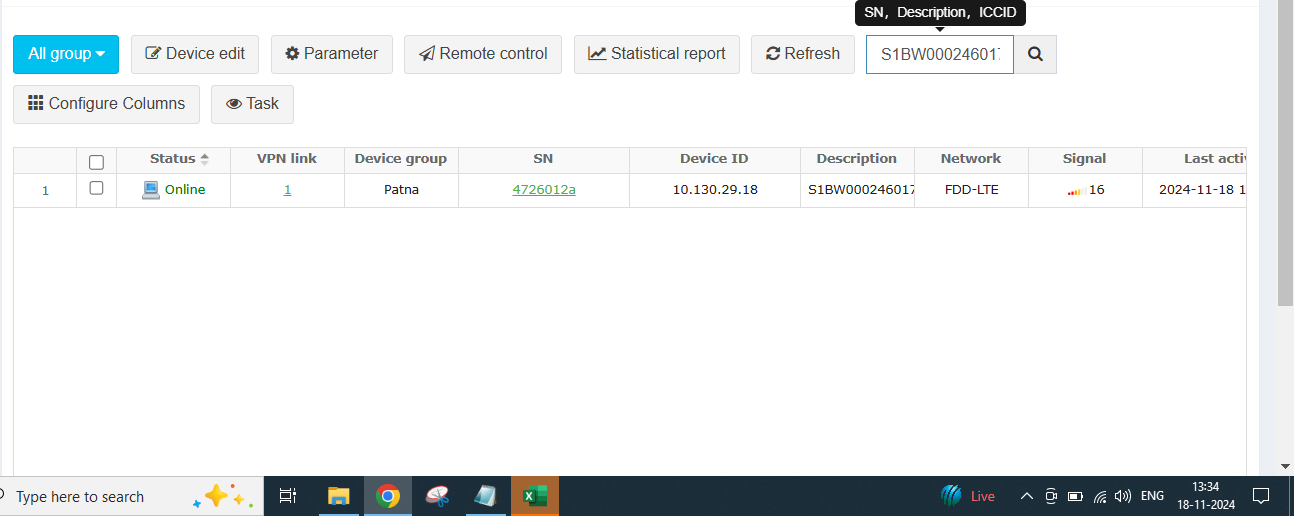 SN, Description, ICCID
All group Device edit Parameter Remote control Statistical report Refresh S1BW000246017
Configure Columns Task
Status VPN link Device group SN Device ID Description Network Signal Last activ
1 Online 1 Patna 4726012a 10.130.29.18 S1BW000246017 FDD-LTE 16 2024-11-18 1
Type here to search Live ENG 13:34
18-11-2024